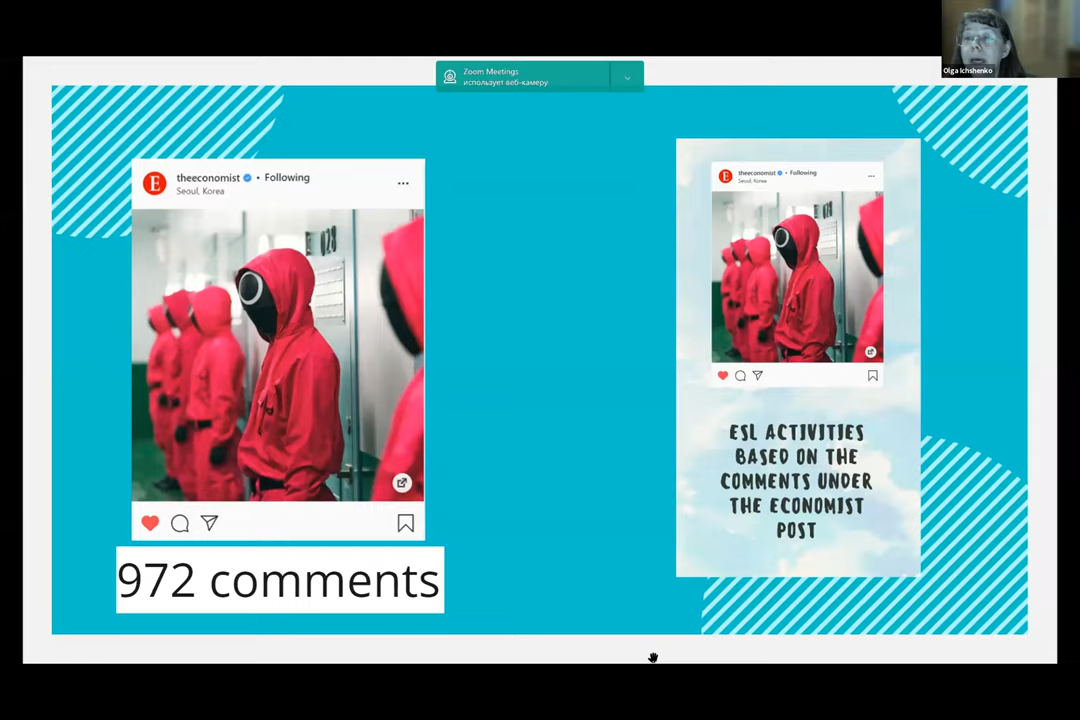 Olga Ichshenko
Zoom Meetings
использует веб-камеру
E
theeconomist • Following
Seoul, Korea
028
972 comments
E
theeconomist • Following
Seoul, Korea
ESL ACTIVITIES
BASED ON THE
COMMENTS UNDER
THE ECONOMIST
POST